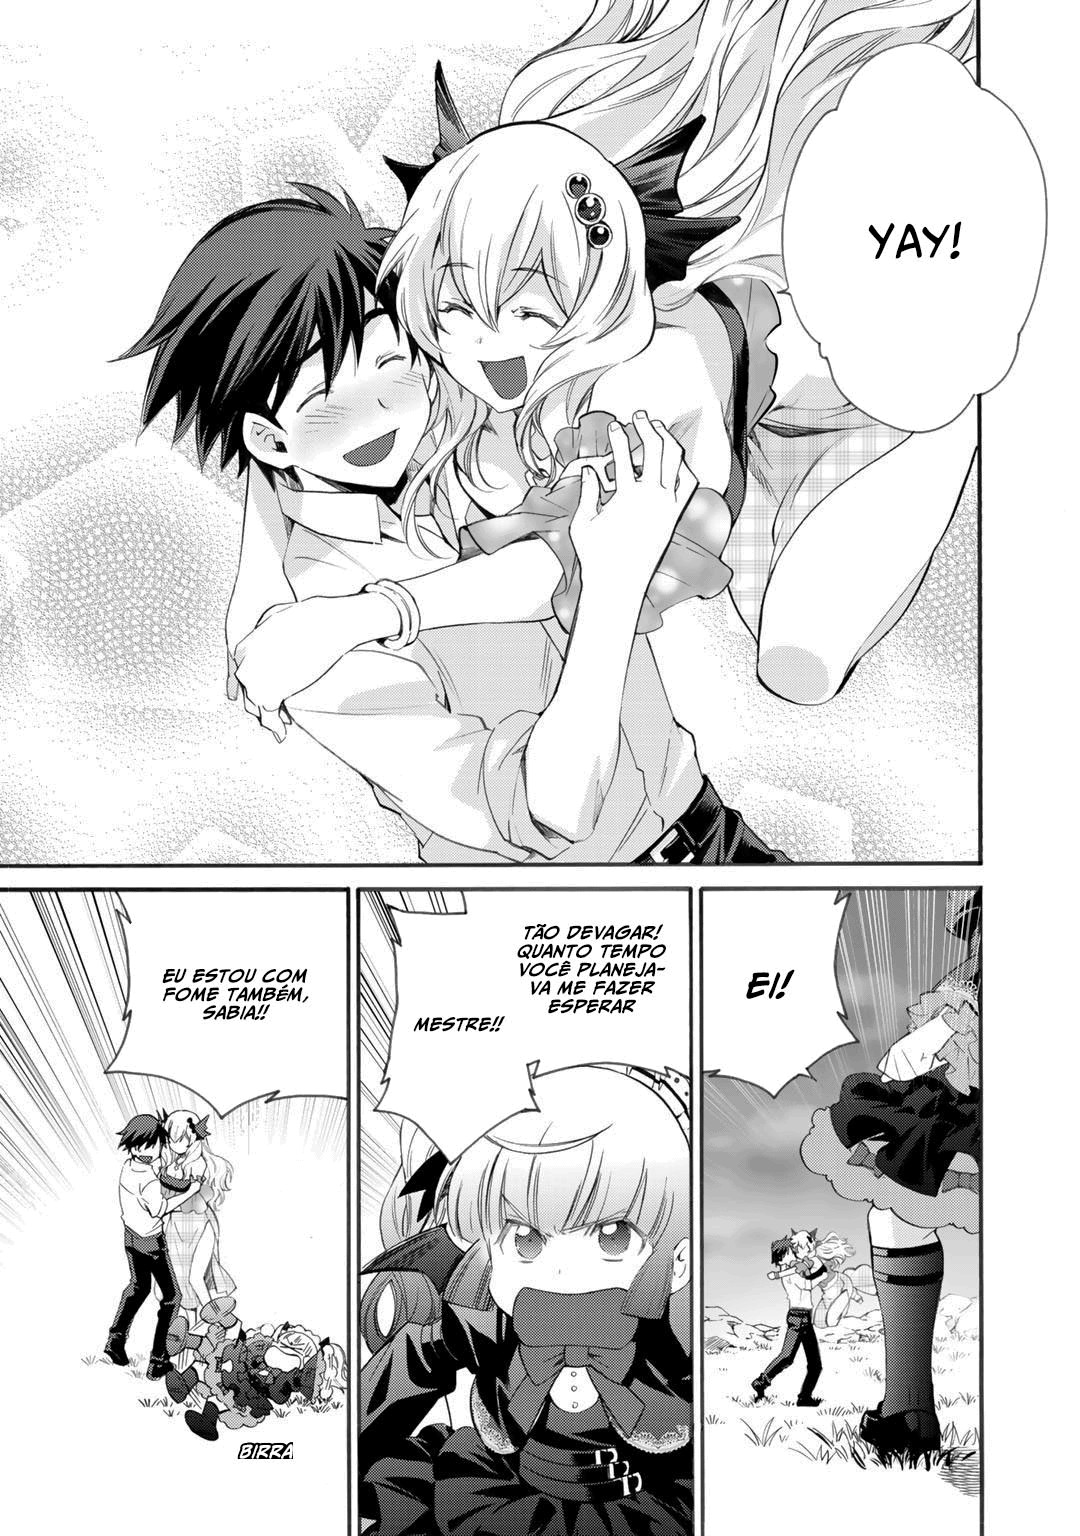 YAY!
EI!
TÃO DEVAGAR!
QUANTO TEMPO
VOCÊ PLANEJA-
VA ME FAZER
ESPERAR
MESTRE!!
EU ESTOU COM
FOME TAMBÉM,
SABIA!!
BIRRA